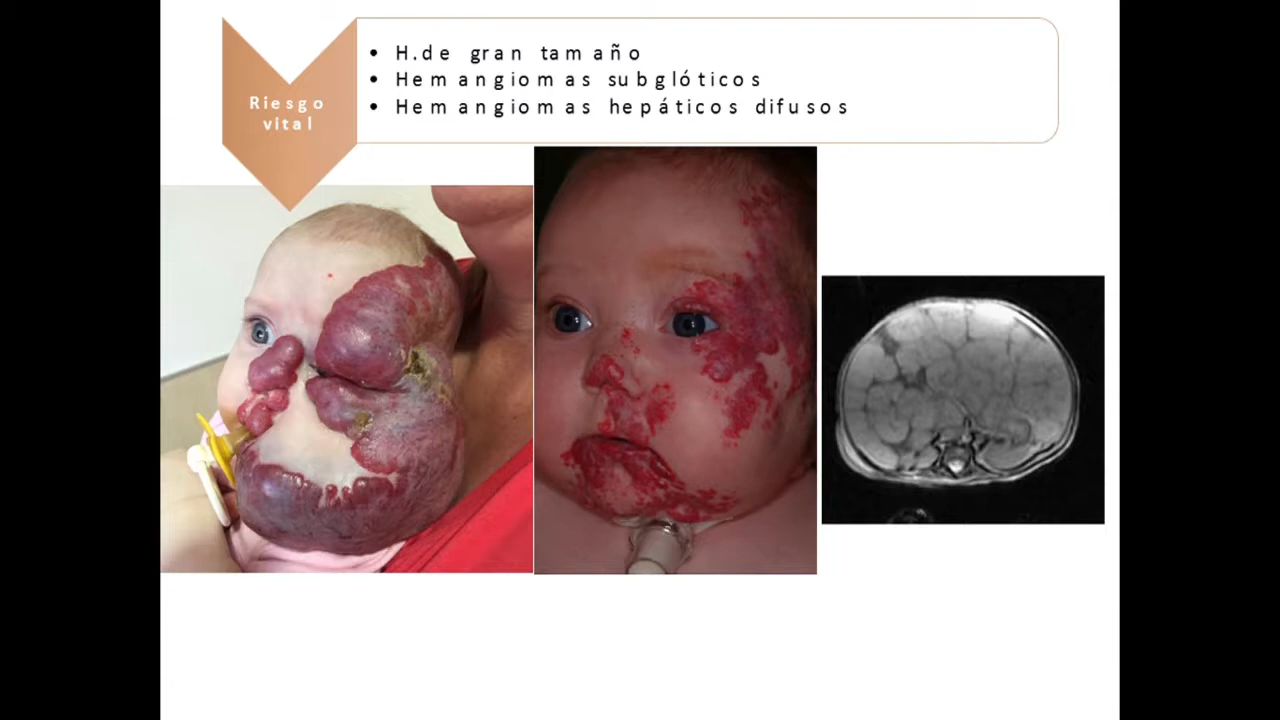 Riesgo
vital
• H.de gran tamaño
• Hemangiomas subglóticos
• Hemangiomas hepáticos difusos